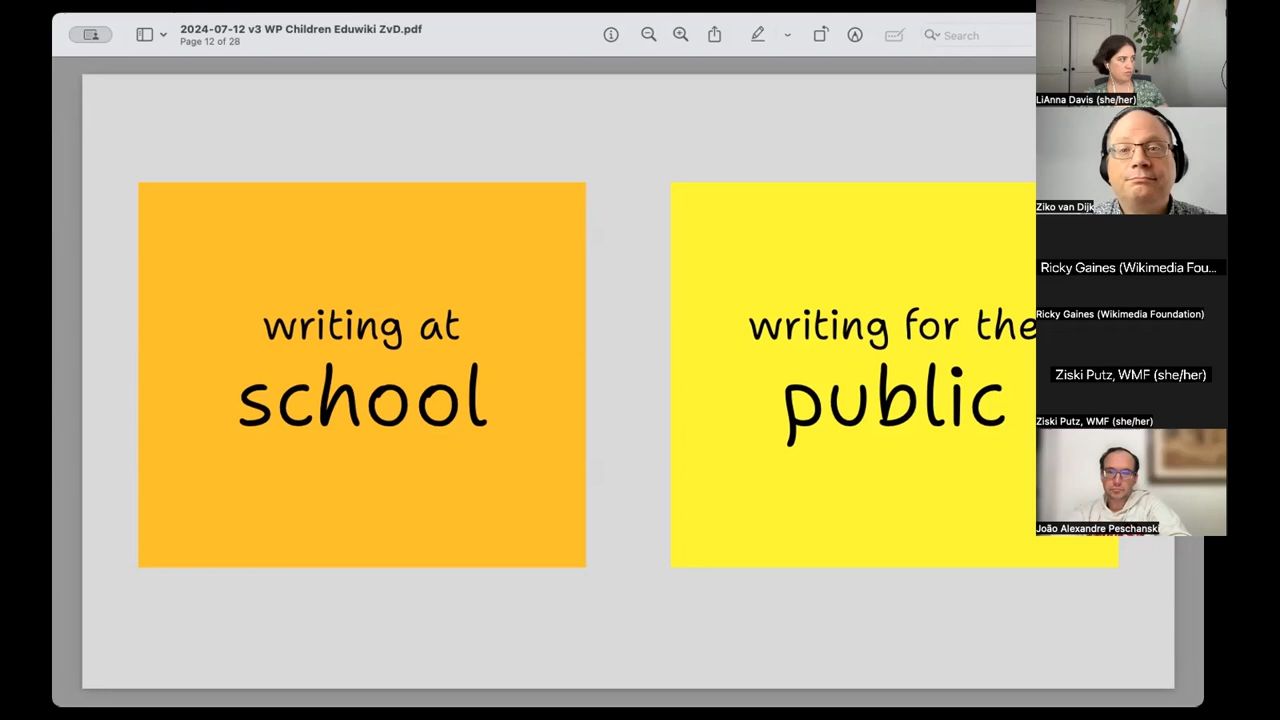 2024-07-12 v3 WP Children Eduwiki ZvD.pdf
Page 12 of 28
Search
writing at
school
writing for the
public
LiAnna Davis (she/her)
Ziko van Dijk
Ricky Gaines (Wikimedia Fou...
Ricky Gaines (Wikimedia Foundation)
Ziski Putz, WMF (she/her)
Ziski Putz, WMF (she/her)
João Alexandre Peschanski